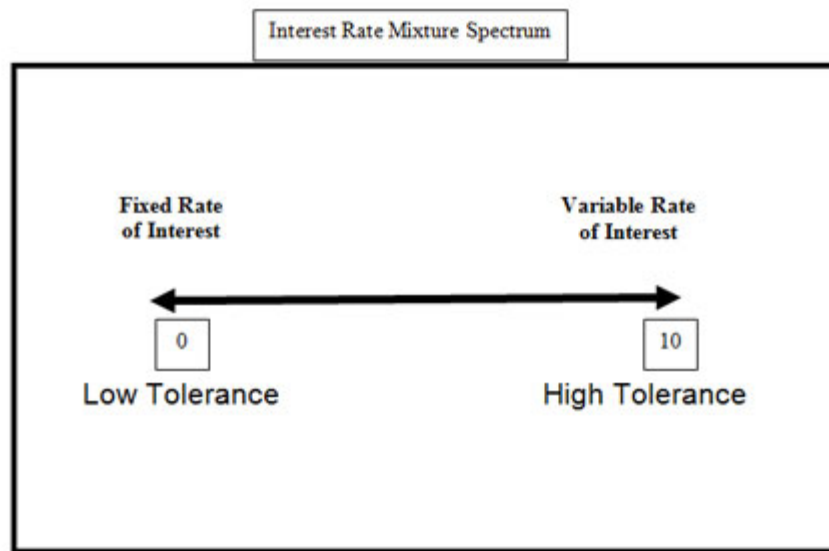 Interest Rate Mixture Spectrum
Fixed Rate
of Interest
Variable Rate
of Interest
0
10
Low Tolerance
High Tolerance